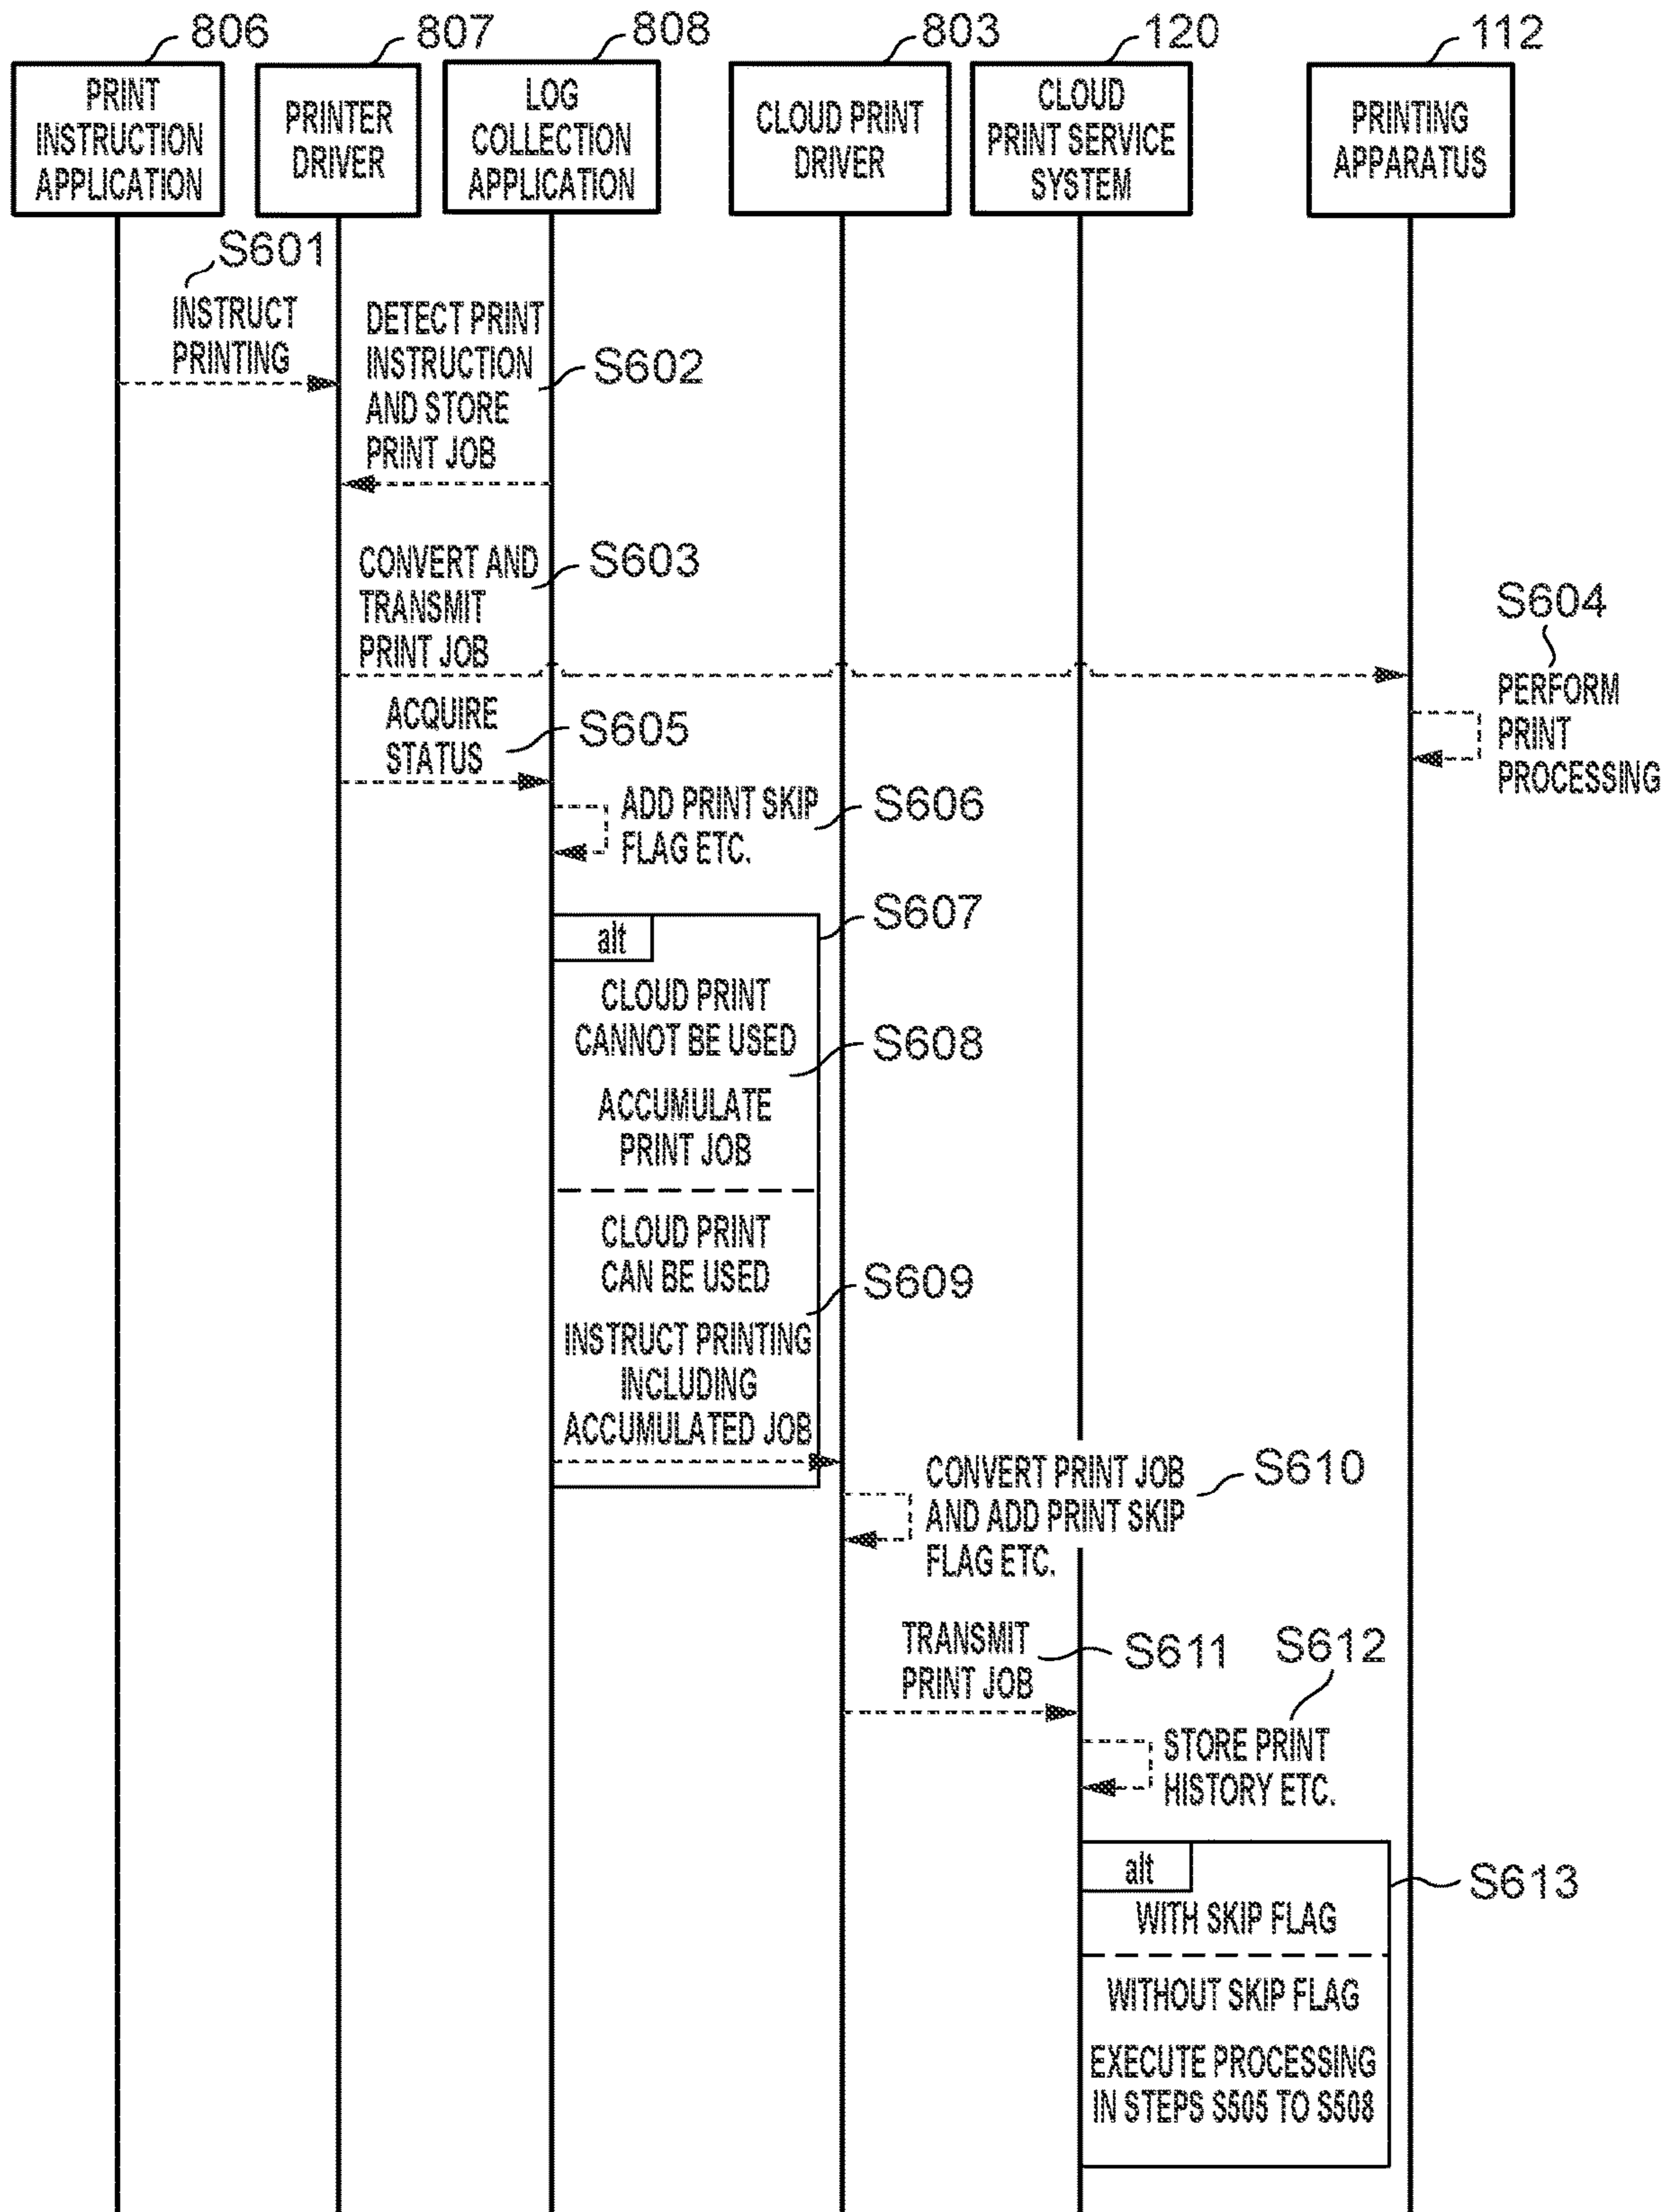 806
807
808
803
120
112
PRINT
INSTRUCTION
APPLICATION
PRINTER
DRIVER
LOG
COLLECTION
APPLICATION
CLOUD PRINT
DRIVER
CLOUD
PRINT SERVICE
SYSTEM
PRINTING
APPARATUS
S601
INSTRUCT
PRINTING
DETECT PRINT
INSTRUCTION
AND STORE
PRINT JOB
S602
CONVERT AND
TRANSMIT
PRINT JOB
S603
S604
PERFORM
PRINT
PROCESSING
ACQUIRE
STATUS
S605
ADD PRINT SKIP
FLAG ETC.
S606
S607
alt
CLOUD PRINT
CANNOT BE USED
S608
ACCUMULATE
PRINT JOB
CLOUD PRINT
CAN BE USED
S609
INSTRUCT PRINTING
INCLUDING
ACCUMULATED JOB
CONVERT PRINT JOB
AND ADD PRINT SKIP
FLAG ETC.
S610
TRANSMIT
PRINT JOB
S611
S612
STORE PRINT
HISTORY ETC.
alt
S613
WITH SKIP FLAG
WITHOUT SKIP FLAG
EXECUTE PROCESSING
IN STEPS S505 TO S508